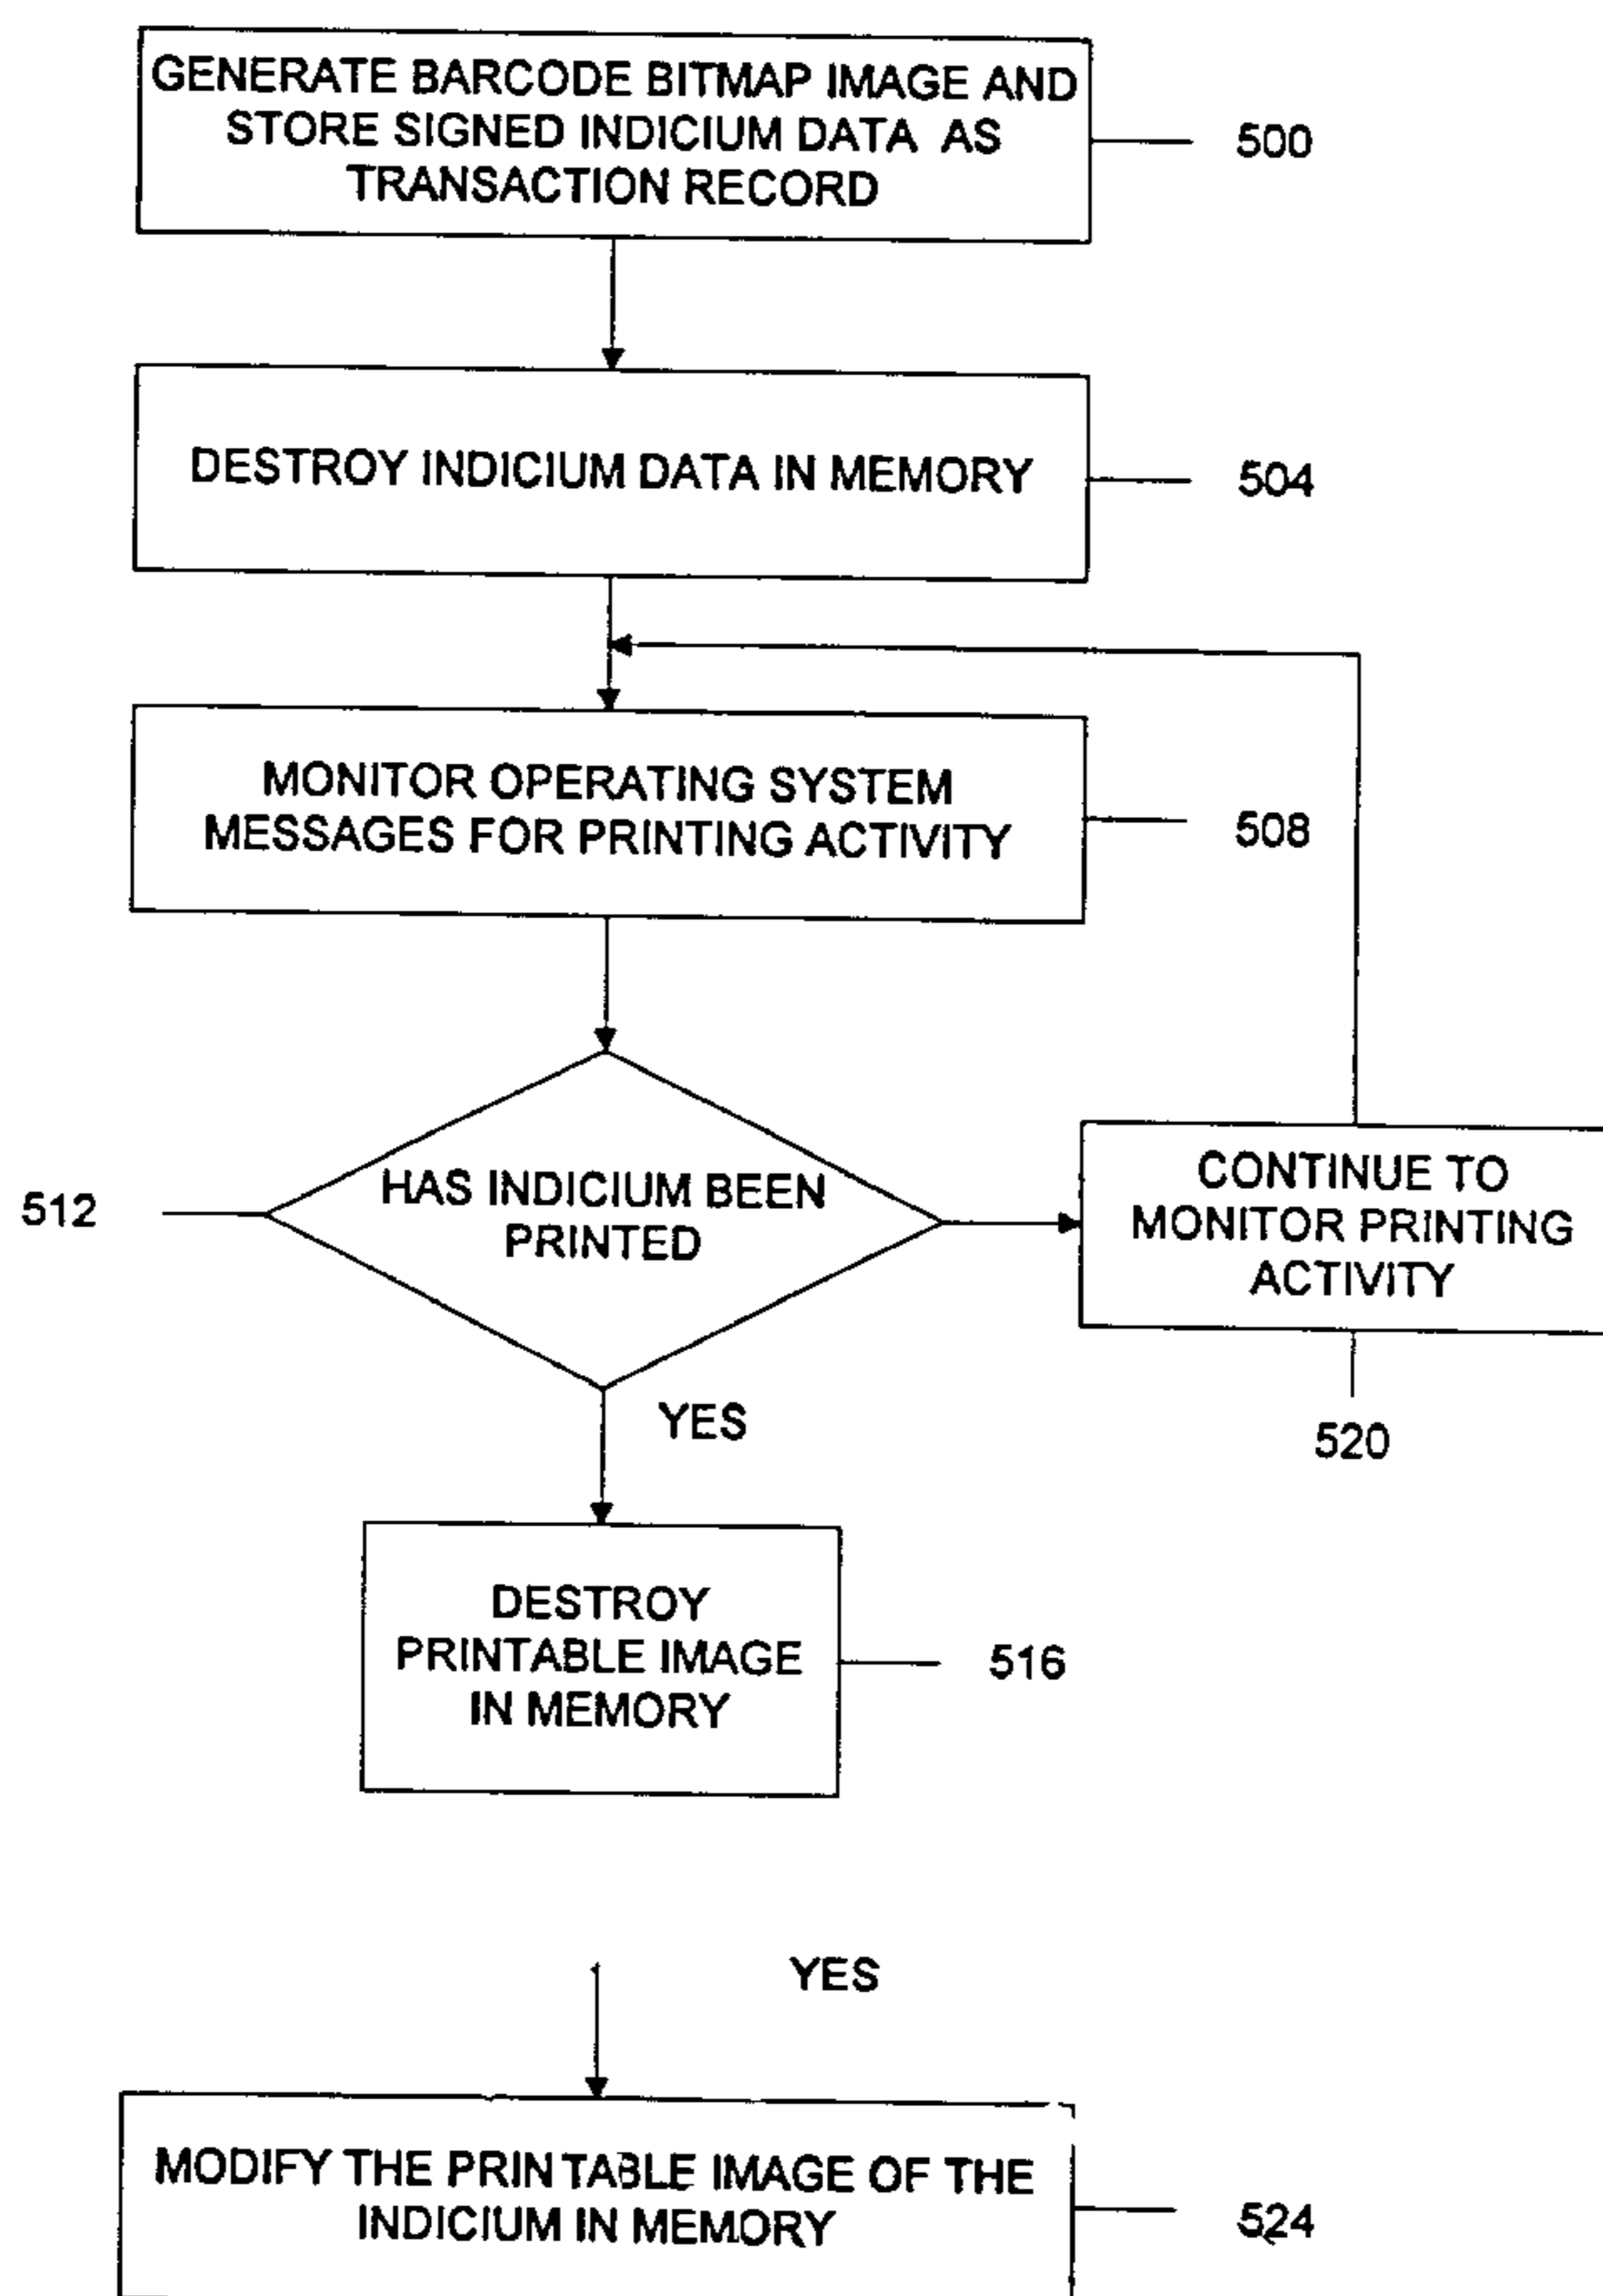 GENERATE BARCODE BITMAP IMAGE AND
STORE SIGNED INDICIUM DATA AS
TRANSACTION RECORD
500
DESTROY INDICIUM DATA IN MEMORY
504
MONITOR OPERATING SYSTEM
MESSAGES FOR PRINTING ACTIVITY
508
512
HAS INDICIUM BEEN
PRINTED
CONTINUE TO
MONITOR PRINTING
ACTIVITY
520
YES
DESTROY
PRINTABLE IMAGE
IN MEMORY
516
YES
MODIFY THE PRINTABLE IMAGE OF THE
INDICIUM IN MEMORY
524